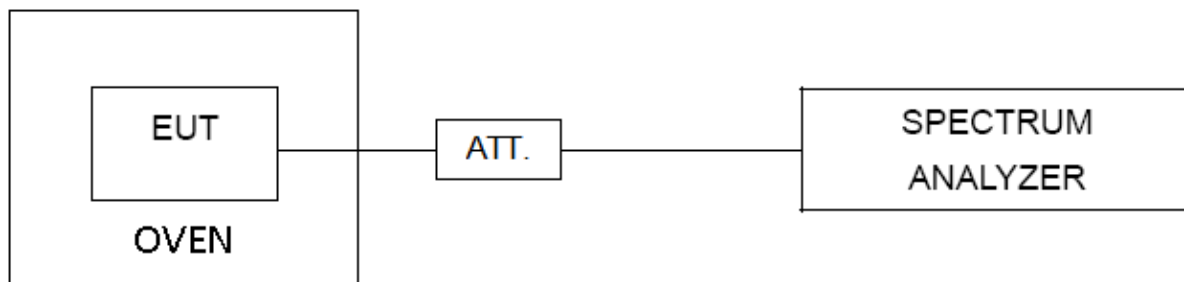 EUT
OVEN
ATT.
SPECTRUM
ANALYZER